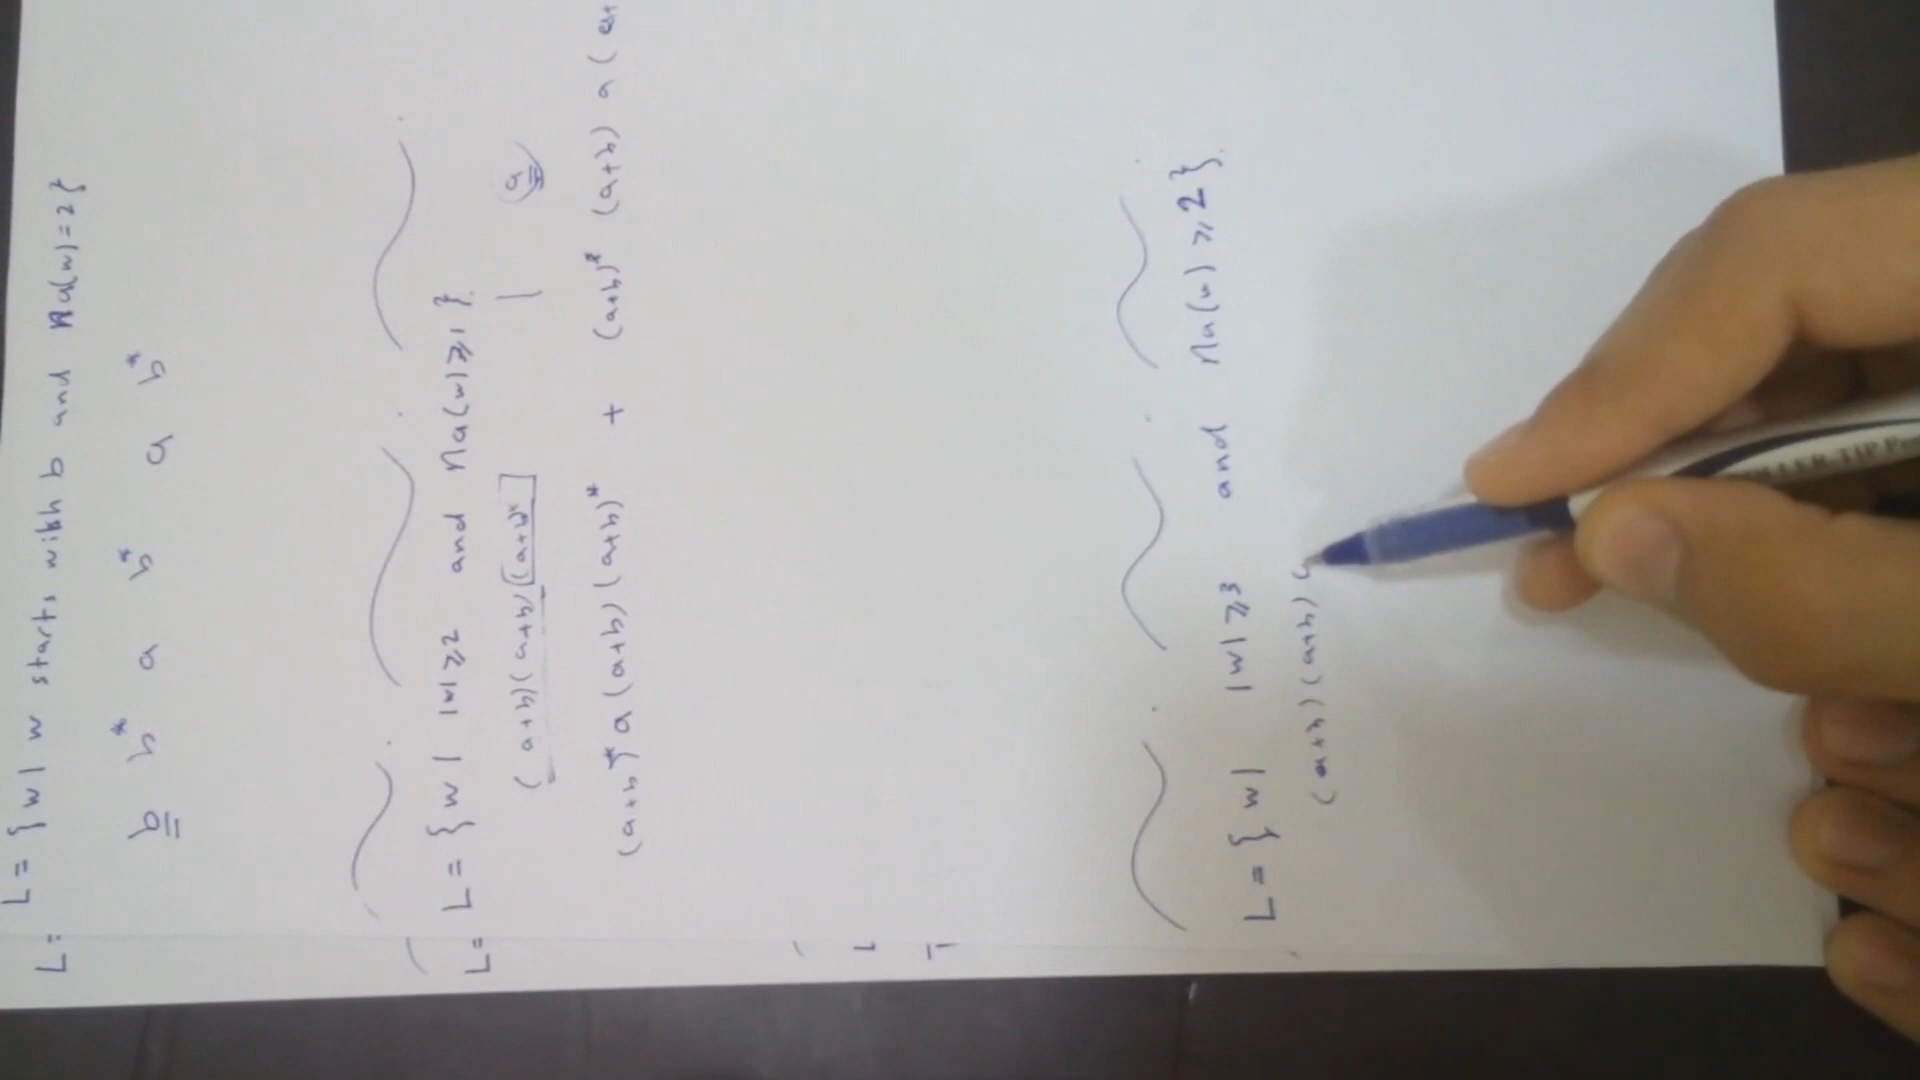 L = { w | w starts with b and na(w) = 2 }
L =
b b* a b* a b*
L = { w | |w| ≥ 2 and na(w) ≥ 1 }
L =
(a+b)(a+b)(a+b)* | a
(a+b)* a (a+b)(a+b)* + (a+b)* (a+b) a (a+
L = { w | |w| ≥ 3 and na(w) ≥ 2 }.
(a+b)(a+b)(